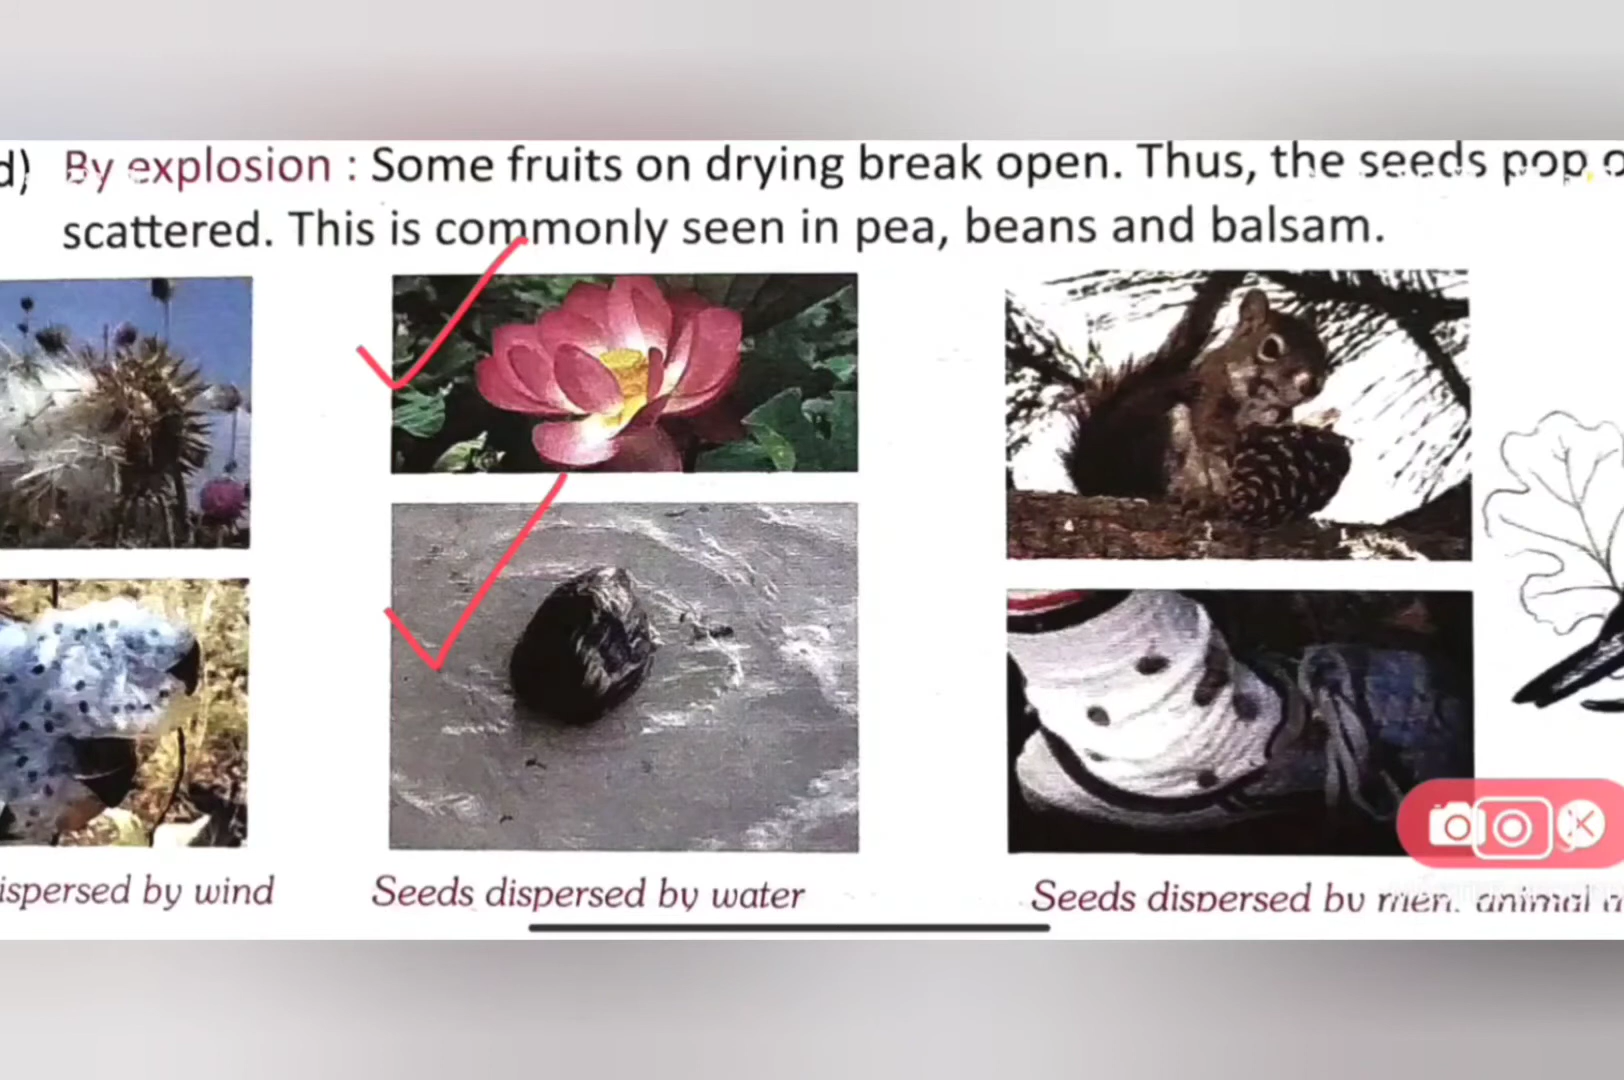 d) By explosion : Some fruits on drying break open. Thus, the seeds pop
scattered. This is commonly seen in pea, beans and balsam.
by wind
Seeds dispersed by water
Seeds dispersed by men, animal